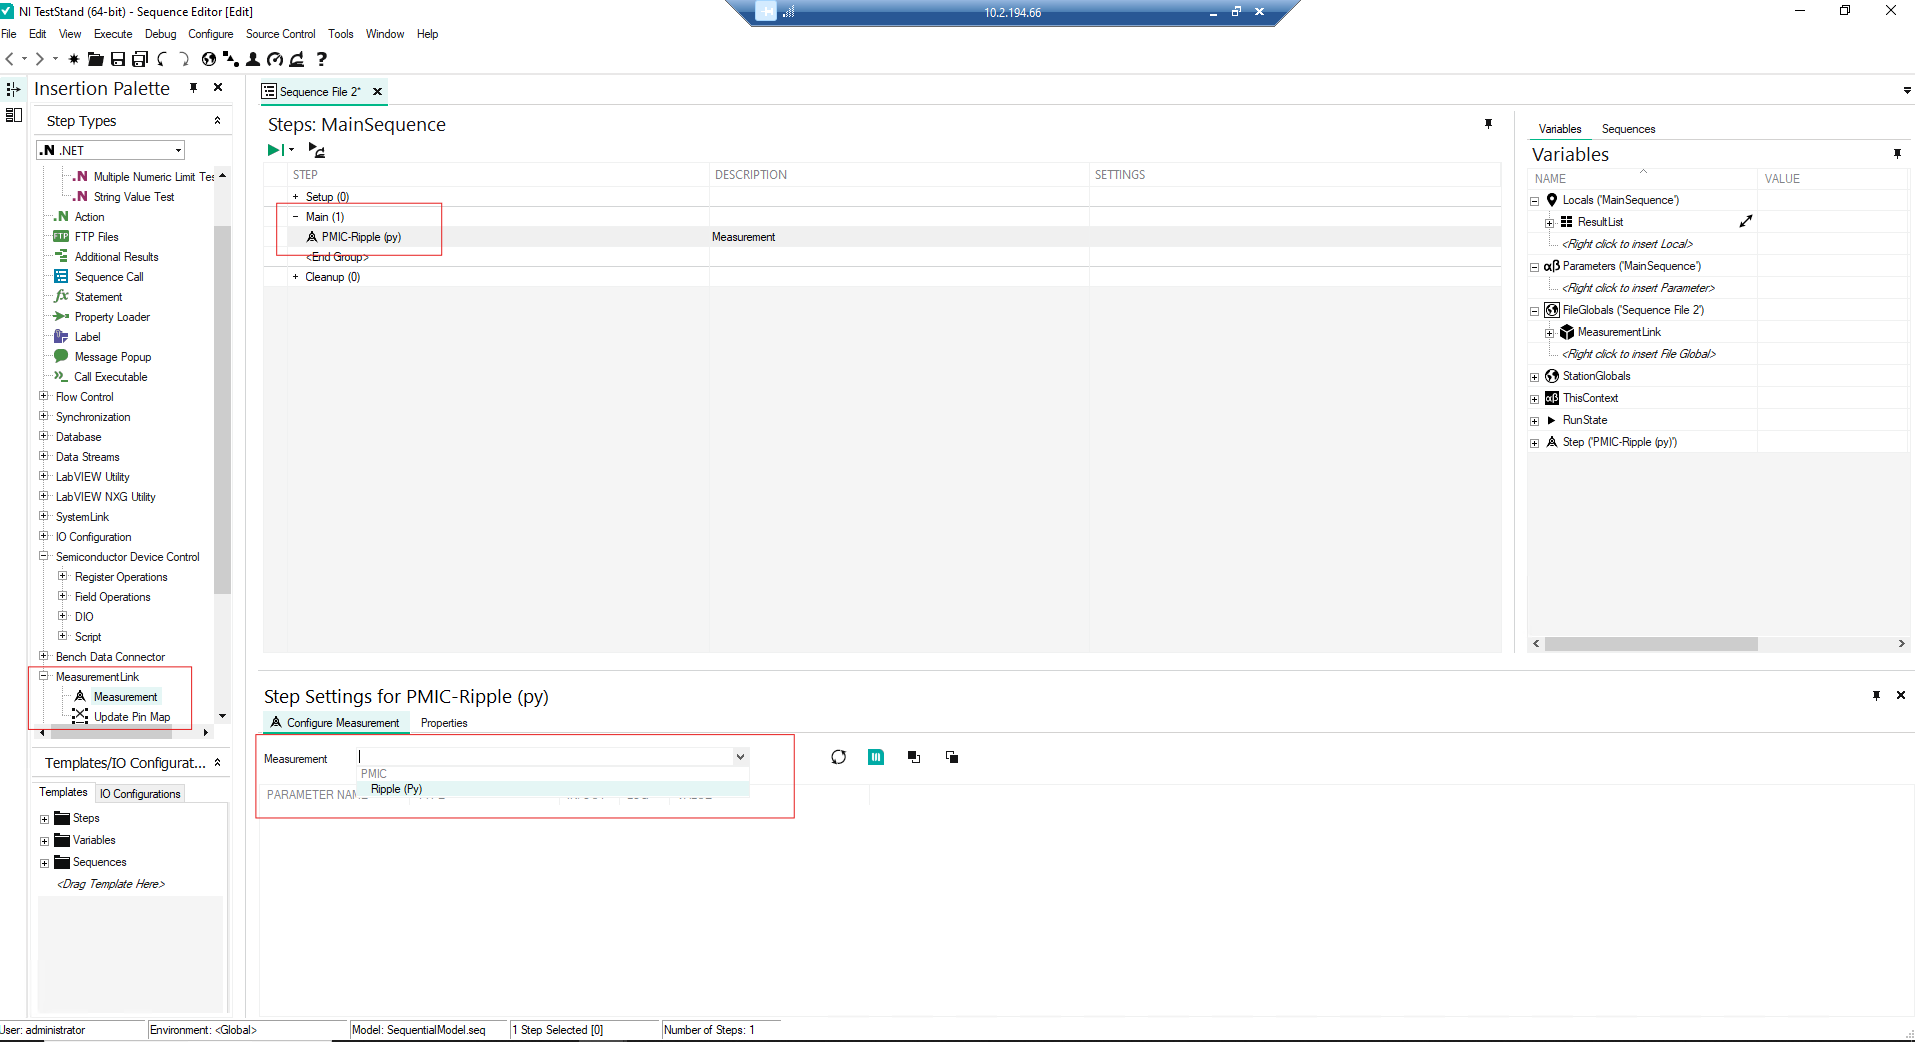 NI TestStand (64-bit) - Sequence Editor [Edit]
10.2.194.66
File Edit View Execute Debug Configure Source Control Tools Window Help
Insertion Palette
Step Types
.N .NET
.N Multiple Numeric Limit Tes
.N String Value Test
.N Action
FTP FTP Files
Additional Results
Sequence Call
fx Statement
Property Loader
Label
Message Popup
Call Executable
Flow Control
Synchronization
Database
Data Streams
LabVIEW Utility
LabVIEW NXG Utility
SystemLink
IO Configuration
Semiconductor Device Control
Register Operations
Field Operations
DIO
Script
Bench Data Connector
MeasurementLink
Measurement
Update Pin Map
Templates/IO Configurat...
Templates IO Configurations
Steps
Variables
Sequences
<Drag Template Here>
Sequence File 2*
Steps: MainSequence
STEP DESCRIPTION SETTINGS
+ Setup (0)
− Main (1)
PMIC-Ripple (py) Measurement
<End Group>
+ Cleanup (0)
Variables Sequences
Variables
NAME VALUE
Locals ('MainSequence')
ResultList
<Right click to insert Local>
αβ Parameters ('MainSequence')
<Right click to insert Parameter>
FileGlobals ('Sequence File 2')
MeasurementLink
<Right click to insert File Global>
StationGlobals
αβ ThisContext
RunState
Step ('PMIC-Ripple (py)')
Step Settings for PMIC-Ripple (py)
Configure Measurement Properties
Measurement
PMIC
Ripple (Py)
PARAMETER NAME
User: administrator Environment: <Global> Model: SequentialModel.seq 1 Step Selected [0] Number of Steps: 1